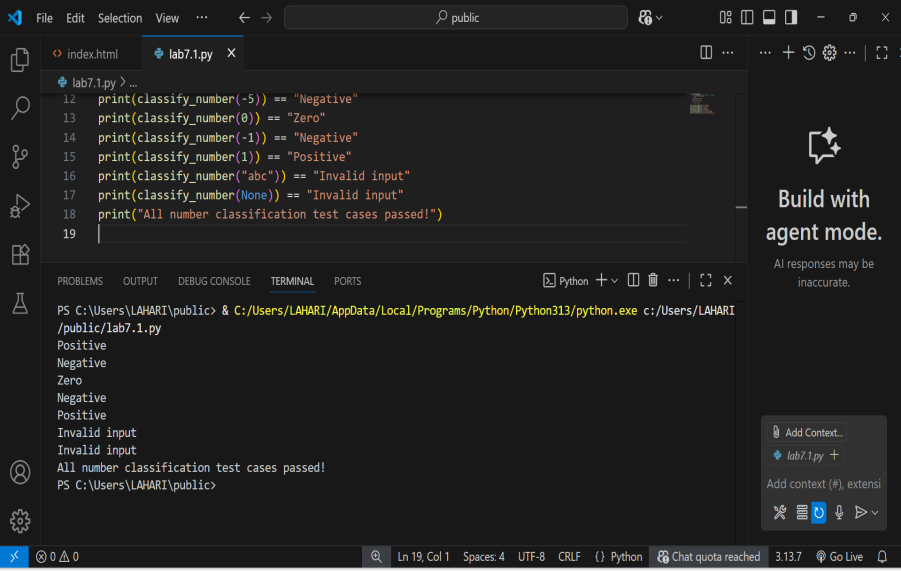 File Edit Selection View ··· public
index.html lab7.1.py
lab7.1.py > ...
12 print(classify_number(-5)) == "Negative"
13 print(classify_number(0)) == "Zero"
14 print(classify_number(-1)) == "Negative"
15 print(classify_number(1)) == "Positive"
16 print(classify_number("abc")) == "Invalid input"
17 print(classify_number(None)) == "Invalid input"
18 print("All number classification test cases passed!")
19
PROBLEMS OUTPUT DEBUG CONSOLE TERMINAL PORTS Python
PS C:\Users\LAHARI\public> & C:/Users/LAHARI/AppData/Local/Programs/Python/Python313/python.exe c:/Users/LAHARI
/public/lab7.1.py
Positive
Negative
Zero
Negative
Positive
Invalid input
Invalid input
All number classification test cases passed!
PS C:\Users\LAHARI\public>
Build with
agent mode.
AI responses may be
inaccurate.
Add Context...
lab7.1.py
Add context (#), extensi
0 0 Ln 19, Col 1 Spaces: 4 UTF-8 CRLF {} Python Chat quota reached 3.13.7 Go Live